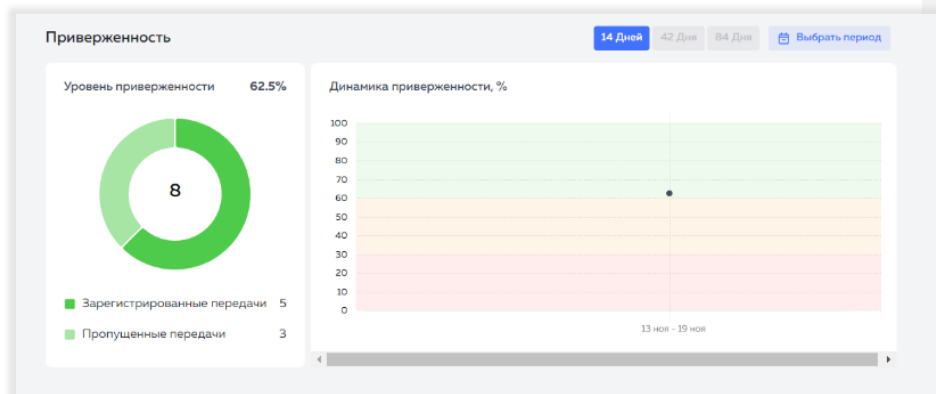 Приверженность
14 Дней 42 Дня 84 Дня Выбрать период
Уровень приверженности 62.5%
8
Зарегистрированные передачи 5
Пропущенные передачи 3
Динамика приверженности, %
100
90
80
70
60
50
40
30
20
10
0
13 ноя - 19 ноя